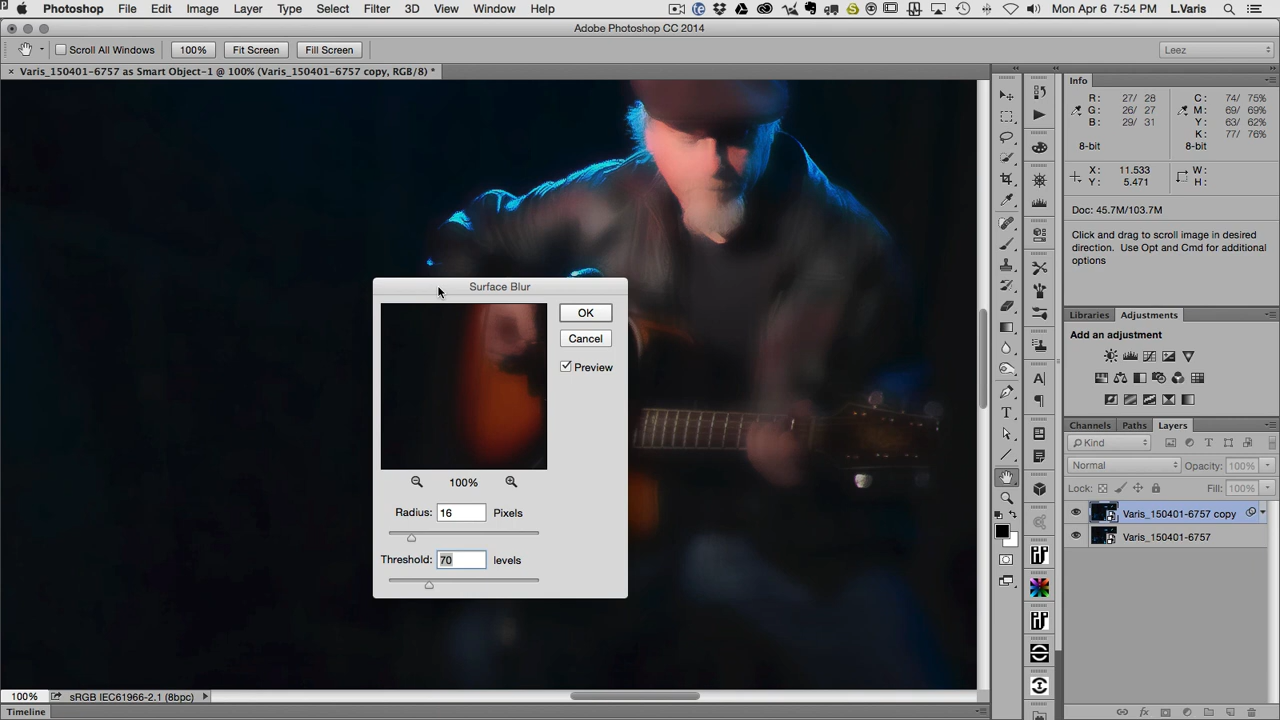 Photoshop File Edit Image Layer Type Select Filter 3D View Window Help Mon Apr 6 7:54 PM L.Varis
Adobe Photoshop CC 2014
Scroll All Windows 100% Fit Screen Fill Screen Leez
× Varis_150401-6757 as Smart Object-1 @ 100% (Varis_150401-6757 copy, RGB/8) *
Info
R: 27/ 28 C: 74/ 75%
G: 26/ 27 M: 69/ 69%
B: 29/ 31 Y: 63/ 62%
K: 77/ 76%
8-bit 8-bit
X: 11.533 W:
Y: 5.471 H:
Doc: 45.7M/103.7M
Click and drag to scroll image in desired
direction. Use Opt and Cmd for additional
options
Libraries Adjustments
Add an adjustment
Channels Paths Layers
Kind
Normal Opacity: 100%
Lock: Fill: 100%
Varis_150401-6757 copy
Varis_150401-6757
Surface Blur
OK
Cancel
Preview
100%
Radius: 16 Pixels
Threshold: 70 levels
100% sRGB IEC61966-2.1 (8bpc)
Timeline